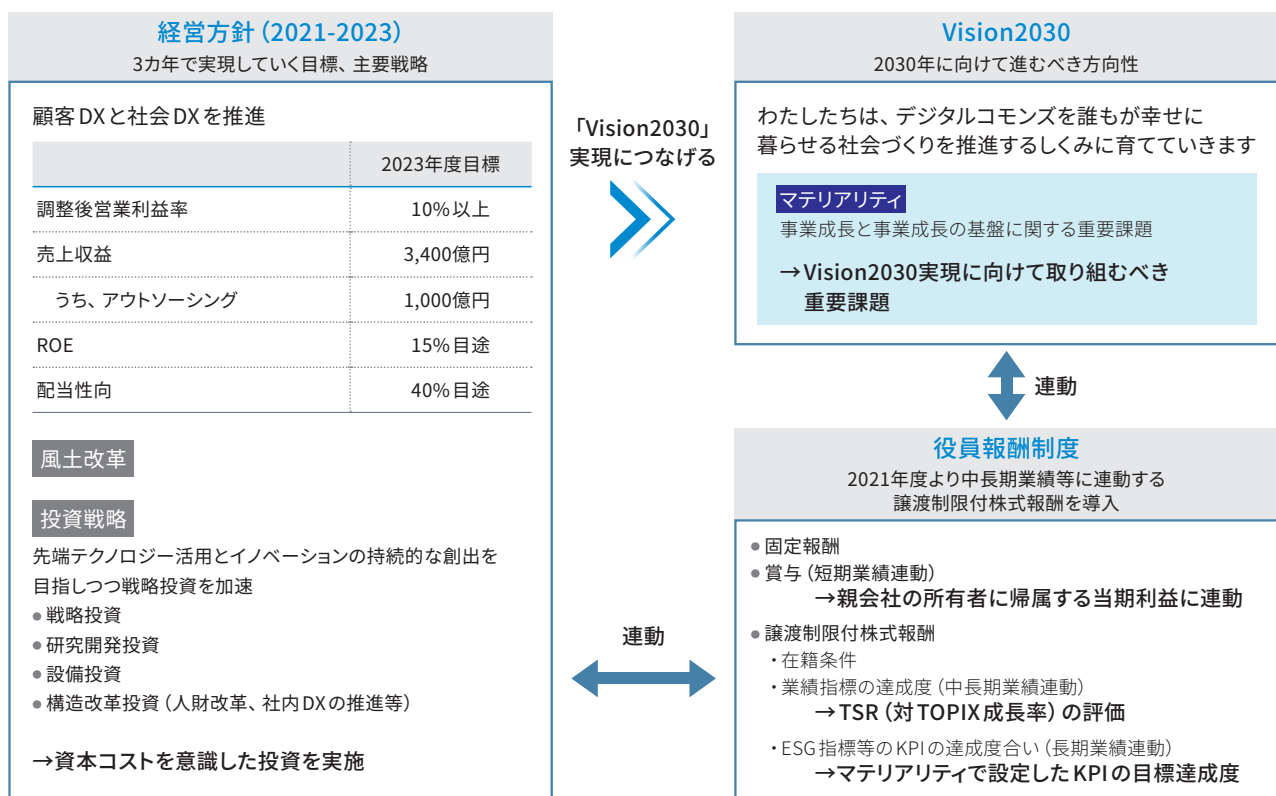 経営方針（2021-2023）
3カ年で実現していく目標、主要戦略
顧客DXと社会DXを推進
2023年度目標
調整後営業利益率 10%以上
売上収益 3,400億円
うち、アウトソーシング 1,000億円
ROE 15%目途
配当性向 40%目途
風土改革
投資戦略
先端テクノロジー活用とイノベーションの持続的な創出を
目指しつつ戦略投資を加速
●戦略投資
●研究開発投資
●設備投資
●構造改革投資（人財改革、社内DXの推進等）
→資本コストを意識した投資を実施
「Vision2030」
実現につなげる
連動
Vision2030
2030年に向けて進むべき方向性
わたしたちは、デジタルコモンズを誰もが幸せに
暮らせる社会づくりを推進するしくみに育てていきます
マテリアリティ
事業成長と事業成長の基盤に関する重要課題
→Vision2030実現に向けて取り組むべき
重要課題
連動
役員報酬制度
2021年度より中長期業績等に連動する
譲渡制限付株式報酬を導入
●固定報酬
●賞与（短期業績連動）
→親会社の所有者に帰属する当期利益に連動
●譲渡制限付株式報酬
・在籍条件
・業績指標の達成度（中長期業績連動）
→TSR（対TOPIX成長率）の評価
・ESG指標等のKPIの達成度合い（長期業績連動）
→マテリアリティで設定したKPIの目標達成度